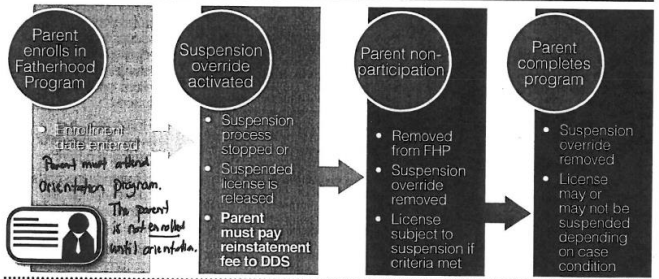 Parent
enrolls in
Fatherhood
Program
• Enrollment
date entered
Parent must attend
Orientation program.
The parent
is not enrolled
until orientation.
Suspension
override
activated
• Suspension
process
stopped or
• Suspended
license is
released
• Parent
must pay
reinstatement
fee to DDS
Parent non-
participation
• Removed
from FHP
• Suspension
override
removed
• License
subject to
suspension if
criteria met
Parent
completes
program
• Suspension
override
removed
• License
may or
may not be
suspended
depending
on case
condition